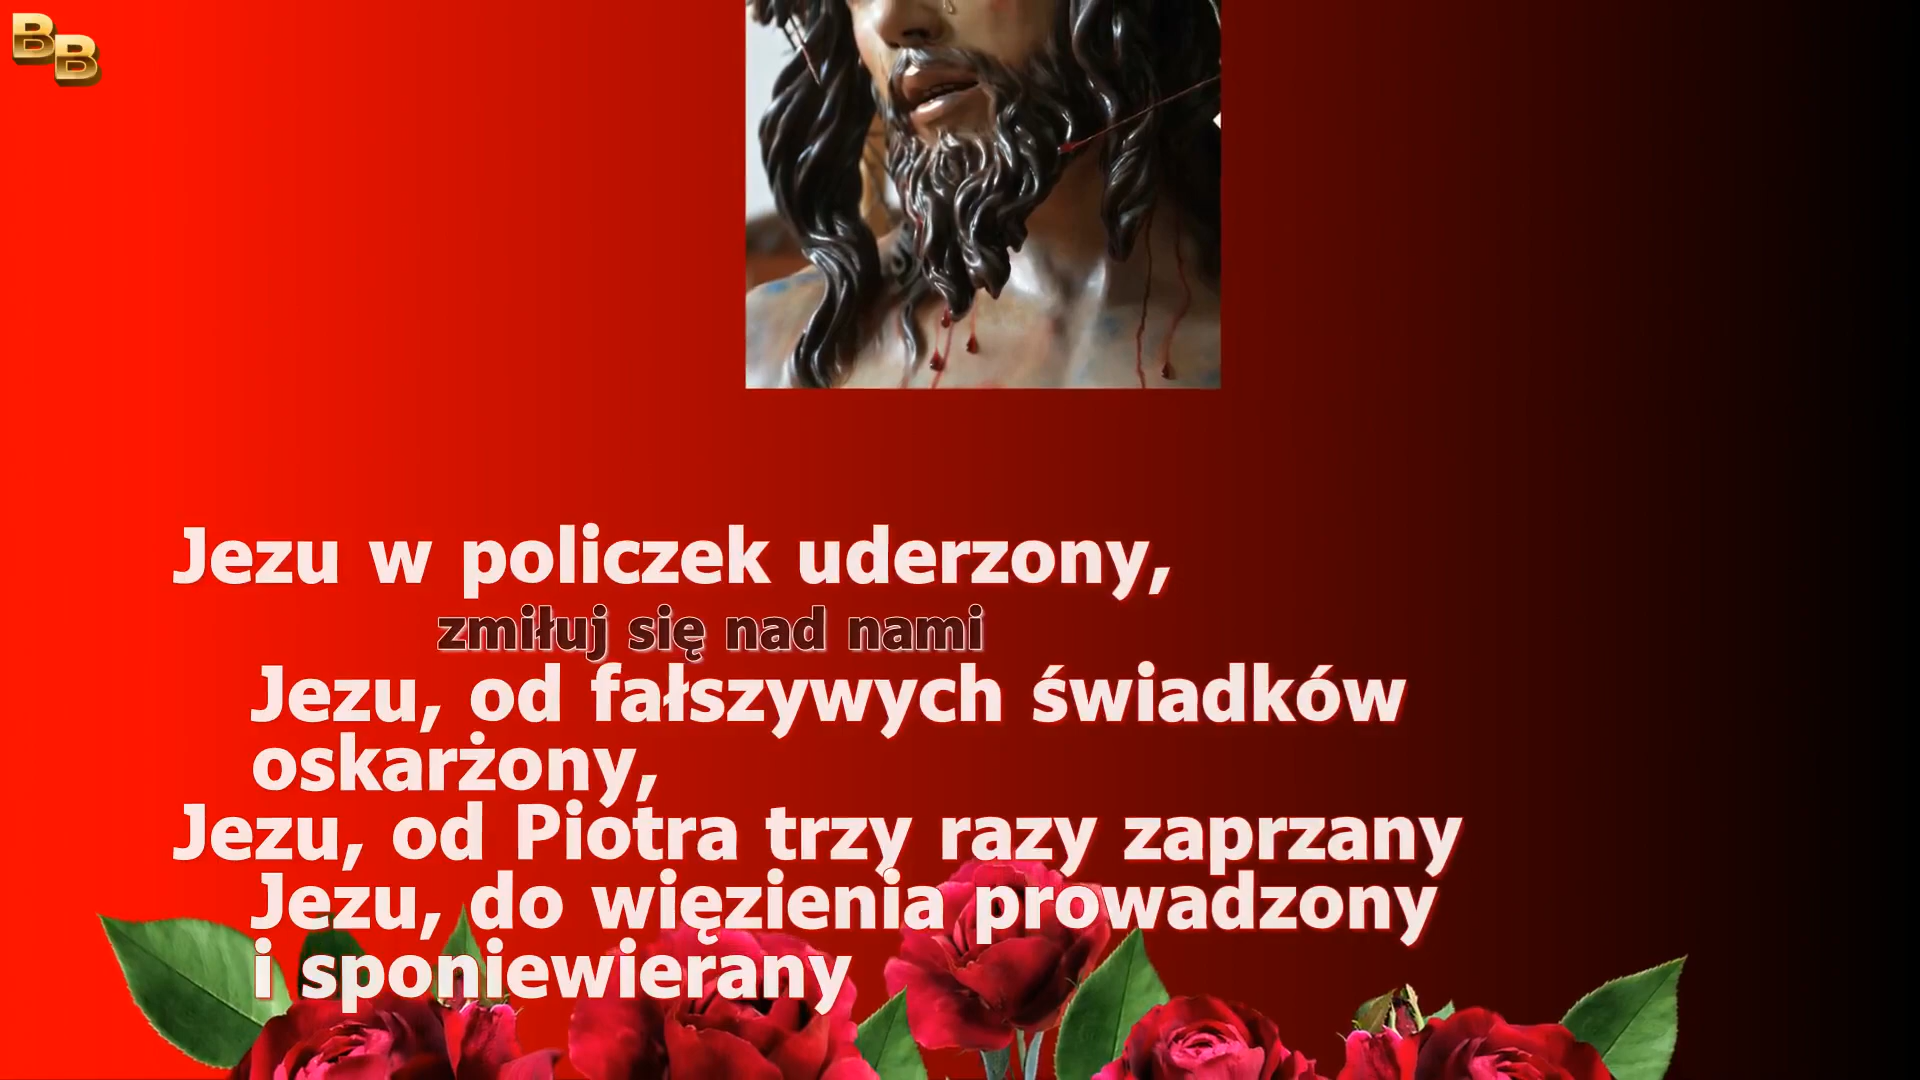 BB
Jezu w policzek uderzony,
zmiłuj się nad nami
Jezu, od fałszywych świadków
oskarżony,
Jezu, od Piotra trzy razy zaprzany
Jezu, do więzienia prowadzony
i sponiewierany